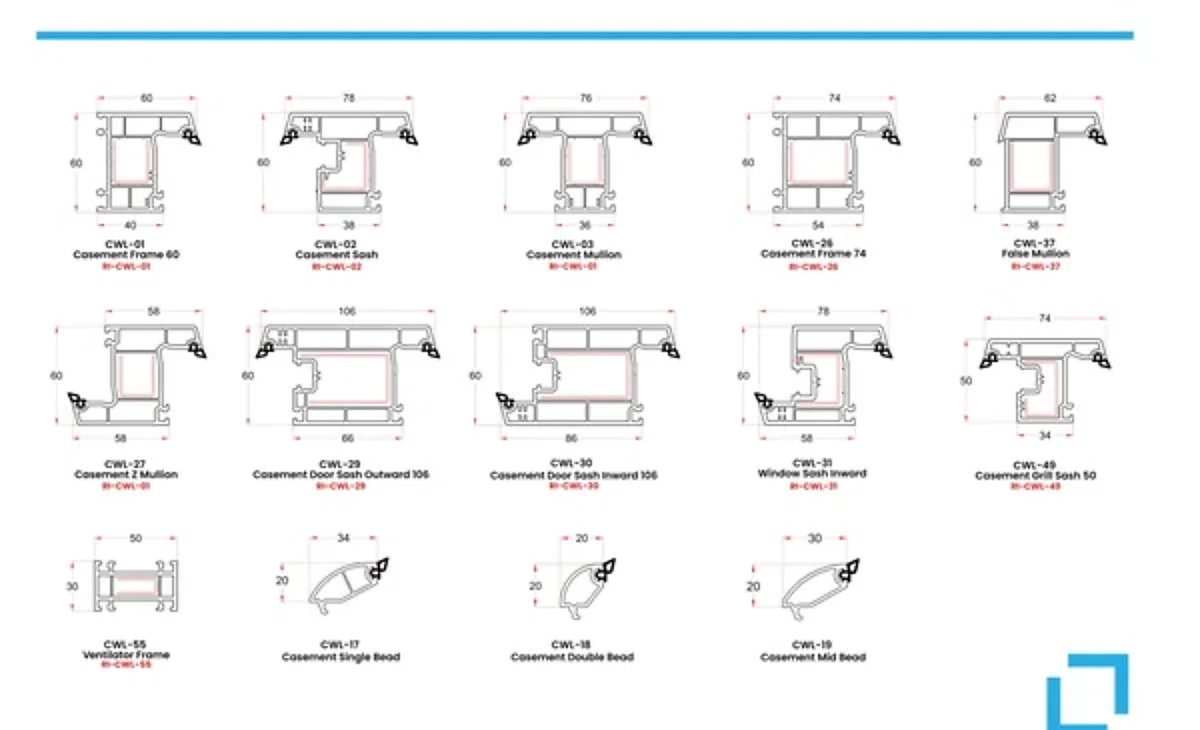 60
60
40
CWL-01
Casement Frame 60
RI-CWL-01
78
60
38
CWL-02
Casement Sash
RI-CWL-02
76
60
36
CWL-03
Casement Mullion
RI-CWL-01
74
60
54
CWL-26
Casement Frame 74
RI-CWL-26
62
60
38
CWL-37
False Mullion
RI-CWL-37
58
60
58
CWL-27
Casement Z Mullion
RI-CWL-01
106
60
66
CWL-29
Casement Door Sash Outward 106
RI-CWL-29
106
60
86
CWL-30
Casement Door Sash Inward 106
RI-CWL-30
78
60
58
CWL-31
Window Sash Inward
RI-CWL-31
74
50
34
CWL-49
Casement Grill Sash 50
RI-CWL-49
50
30
CWL-55
Ventilator Frame
RI-CWL-55
34
20
CWL-17
Casement Single Bead
20
20
CWL-18
Casement Double Bead
30
20
CWL-19
Casement Mid Bead